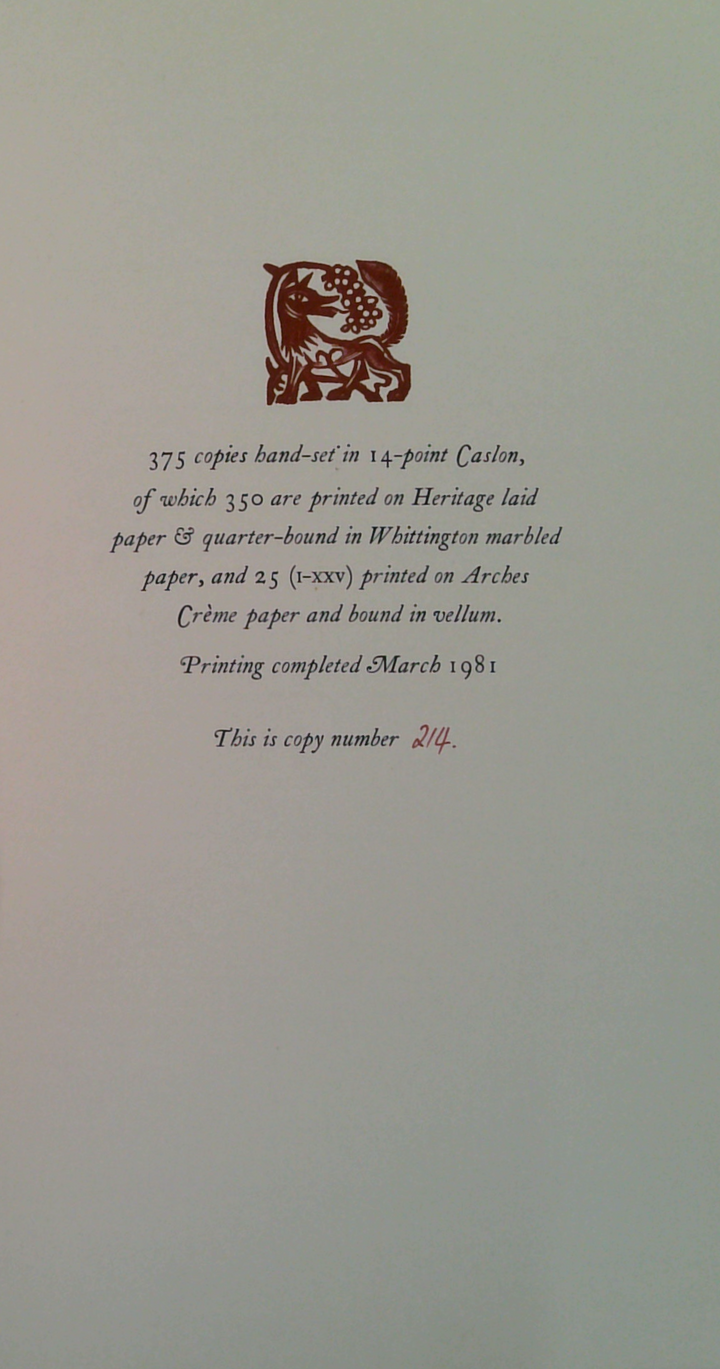 375 copies hand-set in 14-point Caslon,
of which 350 are printed on Heritage laid
paper & quarter-bound in Whittington marbled
paper, and 25 (I-XXV) printed on Arches
Crème paper and bound in vellum.
Printing completed March 1981
This is copy number 214.